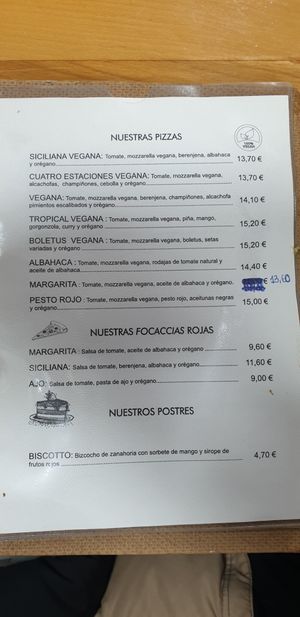 NUESTRAS PIZZAS
100% VEGAN
SICILIANA VEGANA: Tomate, mozzarella vegana, berenjena, albahaca
y orégano 13,70 €
CUATRO ESTACIONES VEGANA: Tomate, mozzarella vegana,
alcachofas, champiñones, cebolla y orégano 13,70 €
VEGANA: Tomate, mozzarella vegana, berenjena, champiñones, alcachofa
pimientos escalibados y orégano 14,10 €
TROPICAL VEGANA : Tomate, mozzarella vegana, piña, mango,
gorgonzola, curry y orégano 15,20 €
BOLETUS VEGANA : Tomate, mozzarella vegana, boletus, setas
variadas y orégano 15,20 €
ALBAHACA : Tomate, mozzarella vegana, rodajas de tomate natural y
aceite de albahaca 14,40 €
MARGARITA : Tomate, mozzarella vegana, aceite de albahaca y orégano. € 13,60
PESTO ROJO : Tomate, mozzarella vegana, pesto rojo, aceitunas negras
y orégano 15,00 €
NUESTRAS FOCACCIAS ROJAS
MARGARITA : Salsa de tomate, aceite de albahaca y orégano 9,60 €
SICILIANA: Salsa de tomate, berenjena, albahaca y orégano 11,60 €
AJO: Salsa de tomate, pasta de ajo y orégano 9,00 €
NUESTROS POSTRES
BISCOTTO: Bizcocho de zanahoria con sorbete de mango y sirope de
frutos rojos 4,70 €